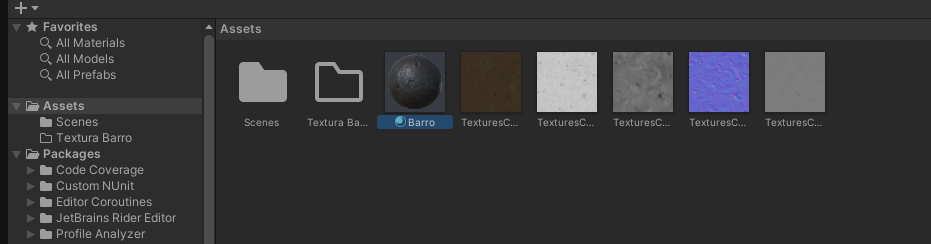 Favorites
All Materials
All Models
All Prefabs
Assets
Scenes
Textura Barro
Packages
Code Coverage
Custom NUnit
Editor Coroutines
JetBrains Rider Editor
Profile Analyzer
Assets
Scenes
Textura Ba...
Barro
TexturesC...
TexturesC...
TexturesC...
TexturesC...
TexturesC...